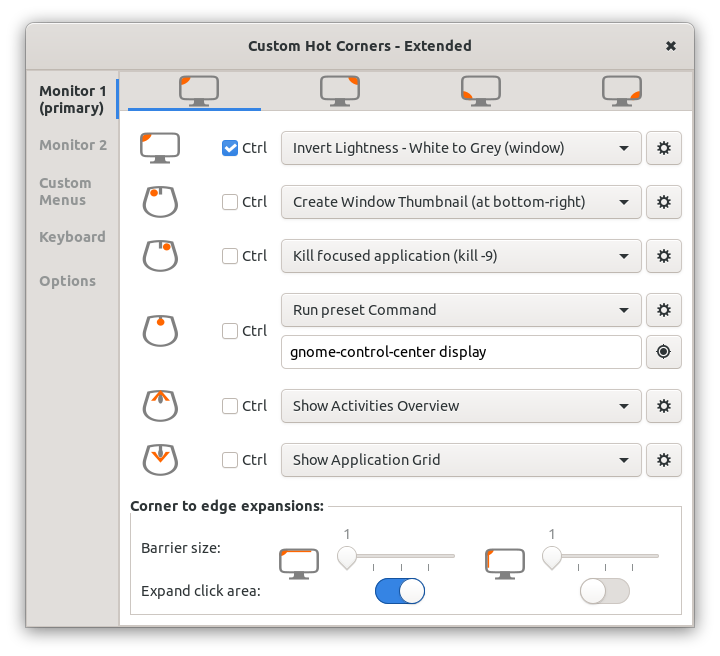 Custom Hot Corners - Extended
Monitor 1
(primary)
Monitor 2
Custom
Menus
Keyboard
Options
Ctrl Invert Lightness - White to Grey (window)
Ctrl Create Window Thumbnail (at bottom-right)
Ctrl Kill focused application (kill -9)
Ctrl Run preset Command
gnome-control-center display
Ctrl Show Activities Overview
Ctrl Show Application Grid
Corner to edge expansions:
Barrier size: 1 1
Expand click area: